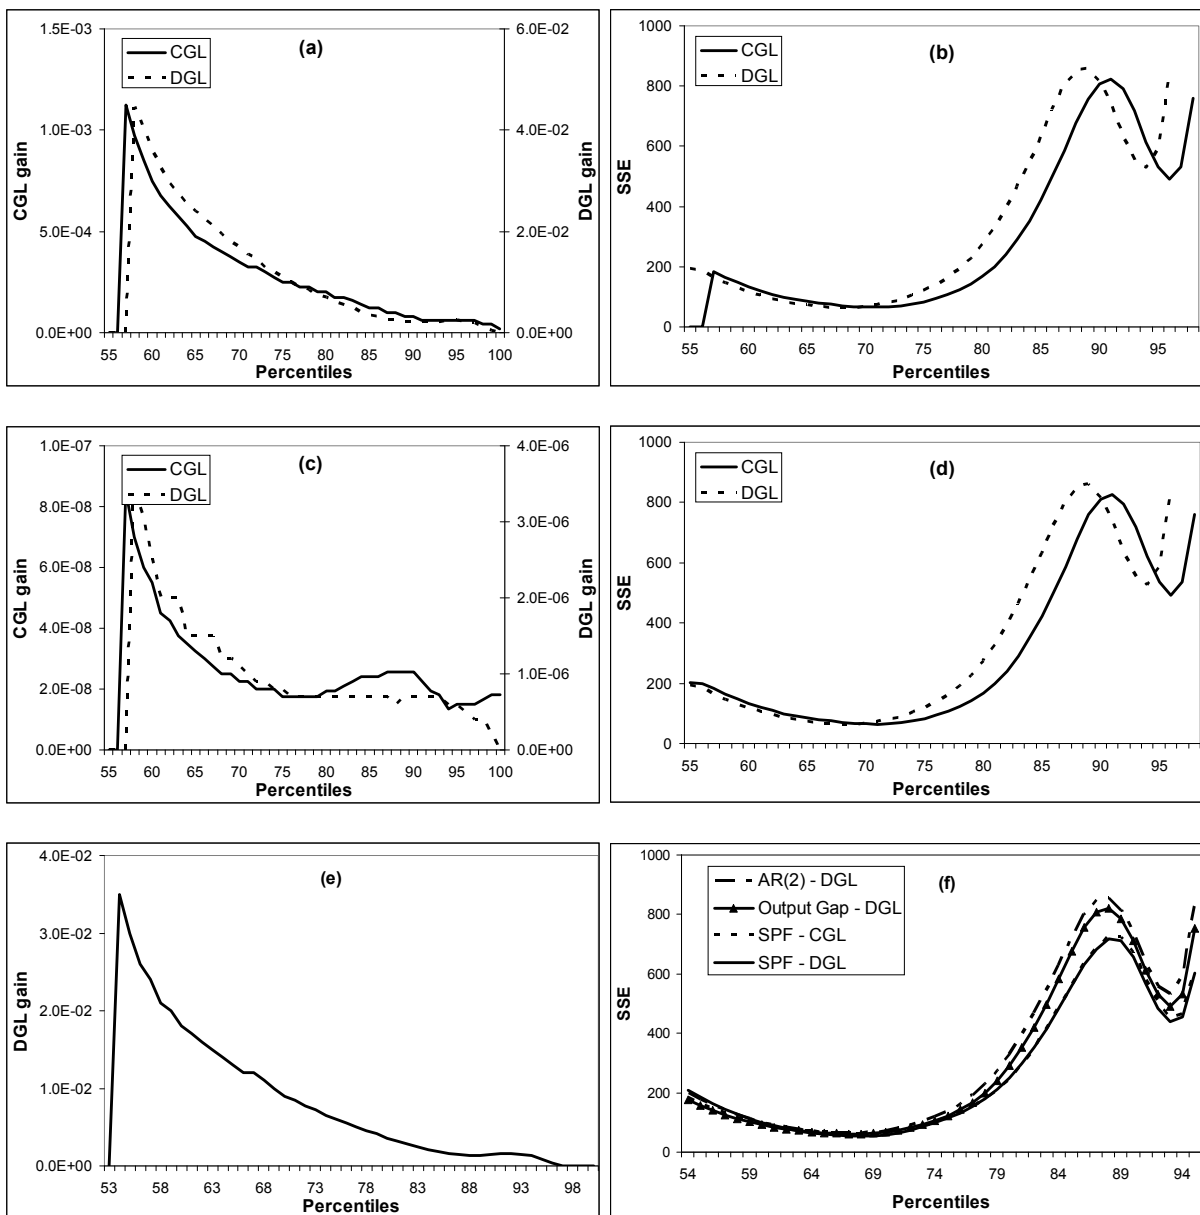 (a)
CGL
DGL
1.5E-03
1.0E-03
5.0E-04
0.0E+00
CGL gain
6.0E-02
4.0E-02
2.0E-02
0.0E+00
DGL gain
55 60 65 70 75 80 85 90 95 100
Percentiles
(b)
CGL
DGL
1000
800
600
400
200
0
SSE
55 60 65 70 75 80 85 90 95
Percentiles
(c)
CGL
DGL
1.0E-07
8.0E-08
6.0E-08
4.0E-08
2.0E-08
0.0E+00
CGL gain
4.0E-06
3.0E-06
2.0E-06
1.0E-06
0.0E+00
DGL gain
55 60 65 70 75 80 85 90 95 100
Percentiles
(d)
CGL
DGL
1000
800
600
400
200
0
SSE
55 60 65 70 75 80 85 90 95
Percentiles
(e)
4.0E-02
3.0E-02
2.0E-02
1.0E-02
0.0E+00
DGL gain
53 58 63 68 73 78 83 88 93 98
Percentiles
(f)
AR(2) - DGL
Output Gap - DGL
SPF - CGL
SPF - DGL
1000
800
600
400
200
0
SSE
54 59 64 69 74 79 84 89 94
Percentiles